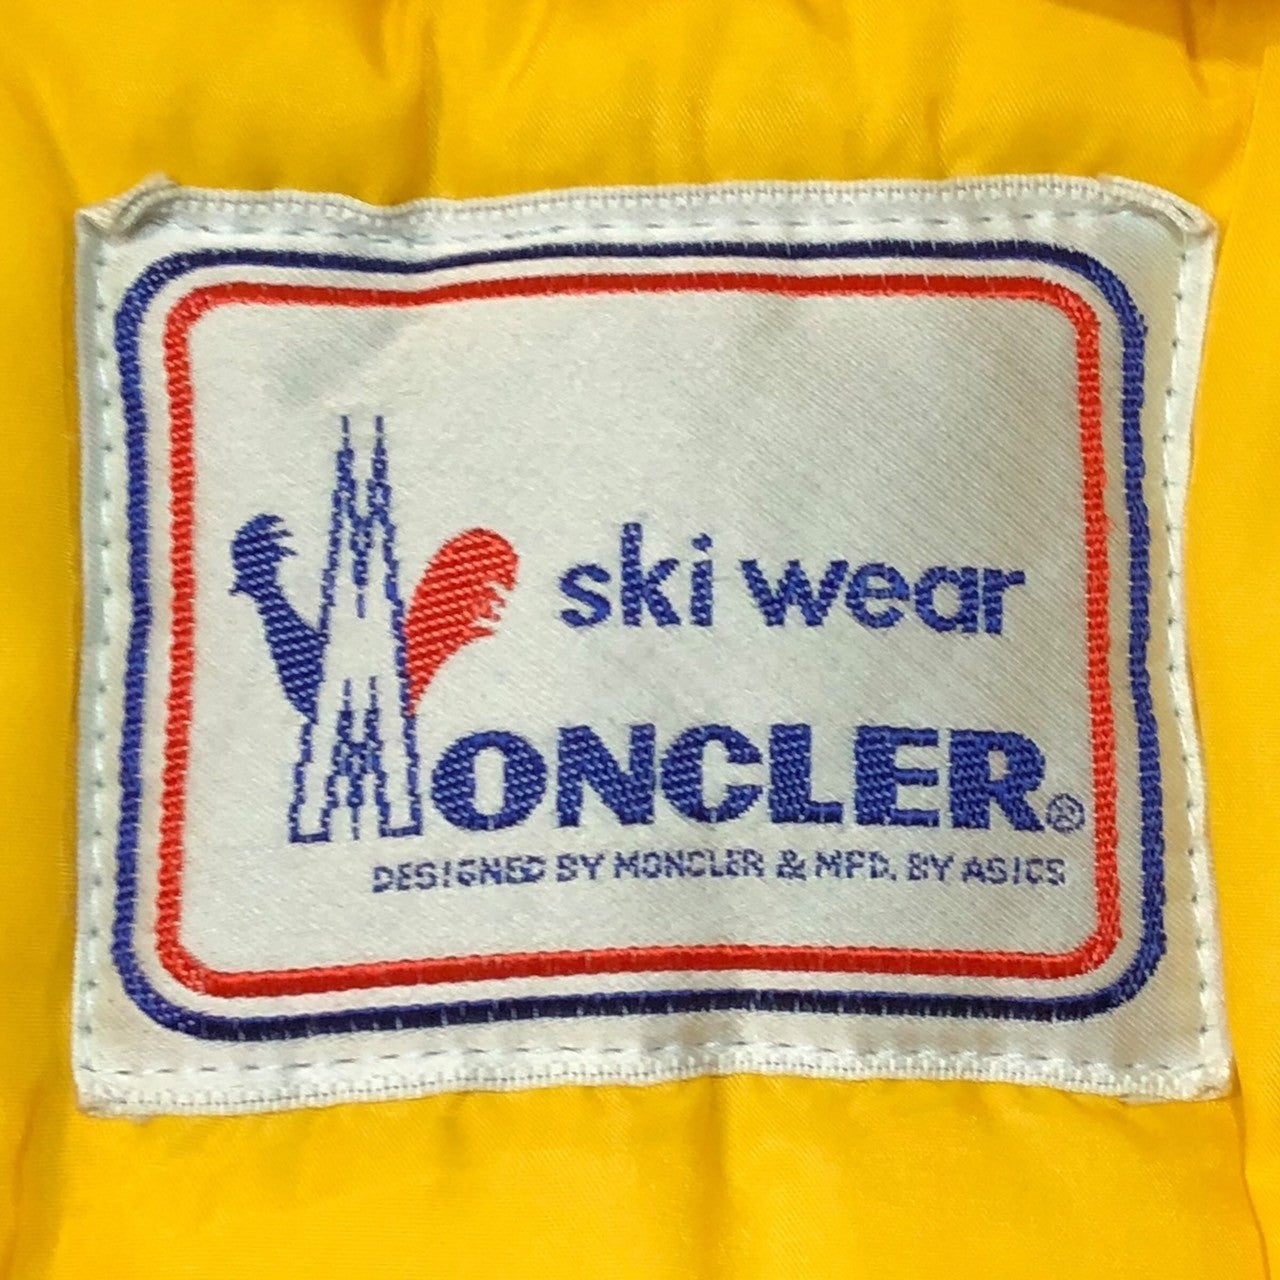 ski wear
MONCLER®
DESIGNED BY MONCLER & MFD. BY ASICS